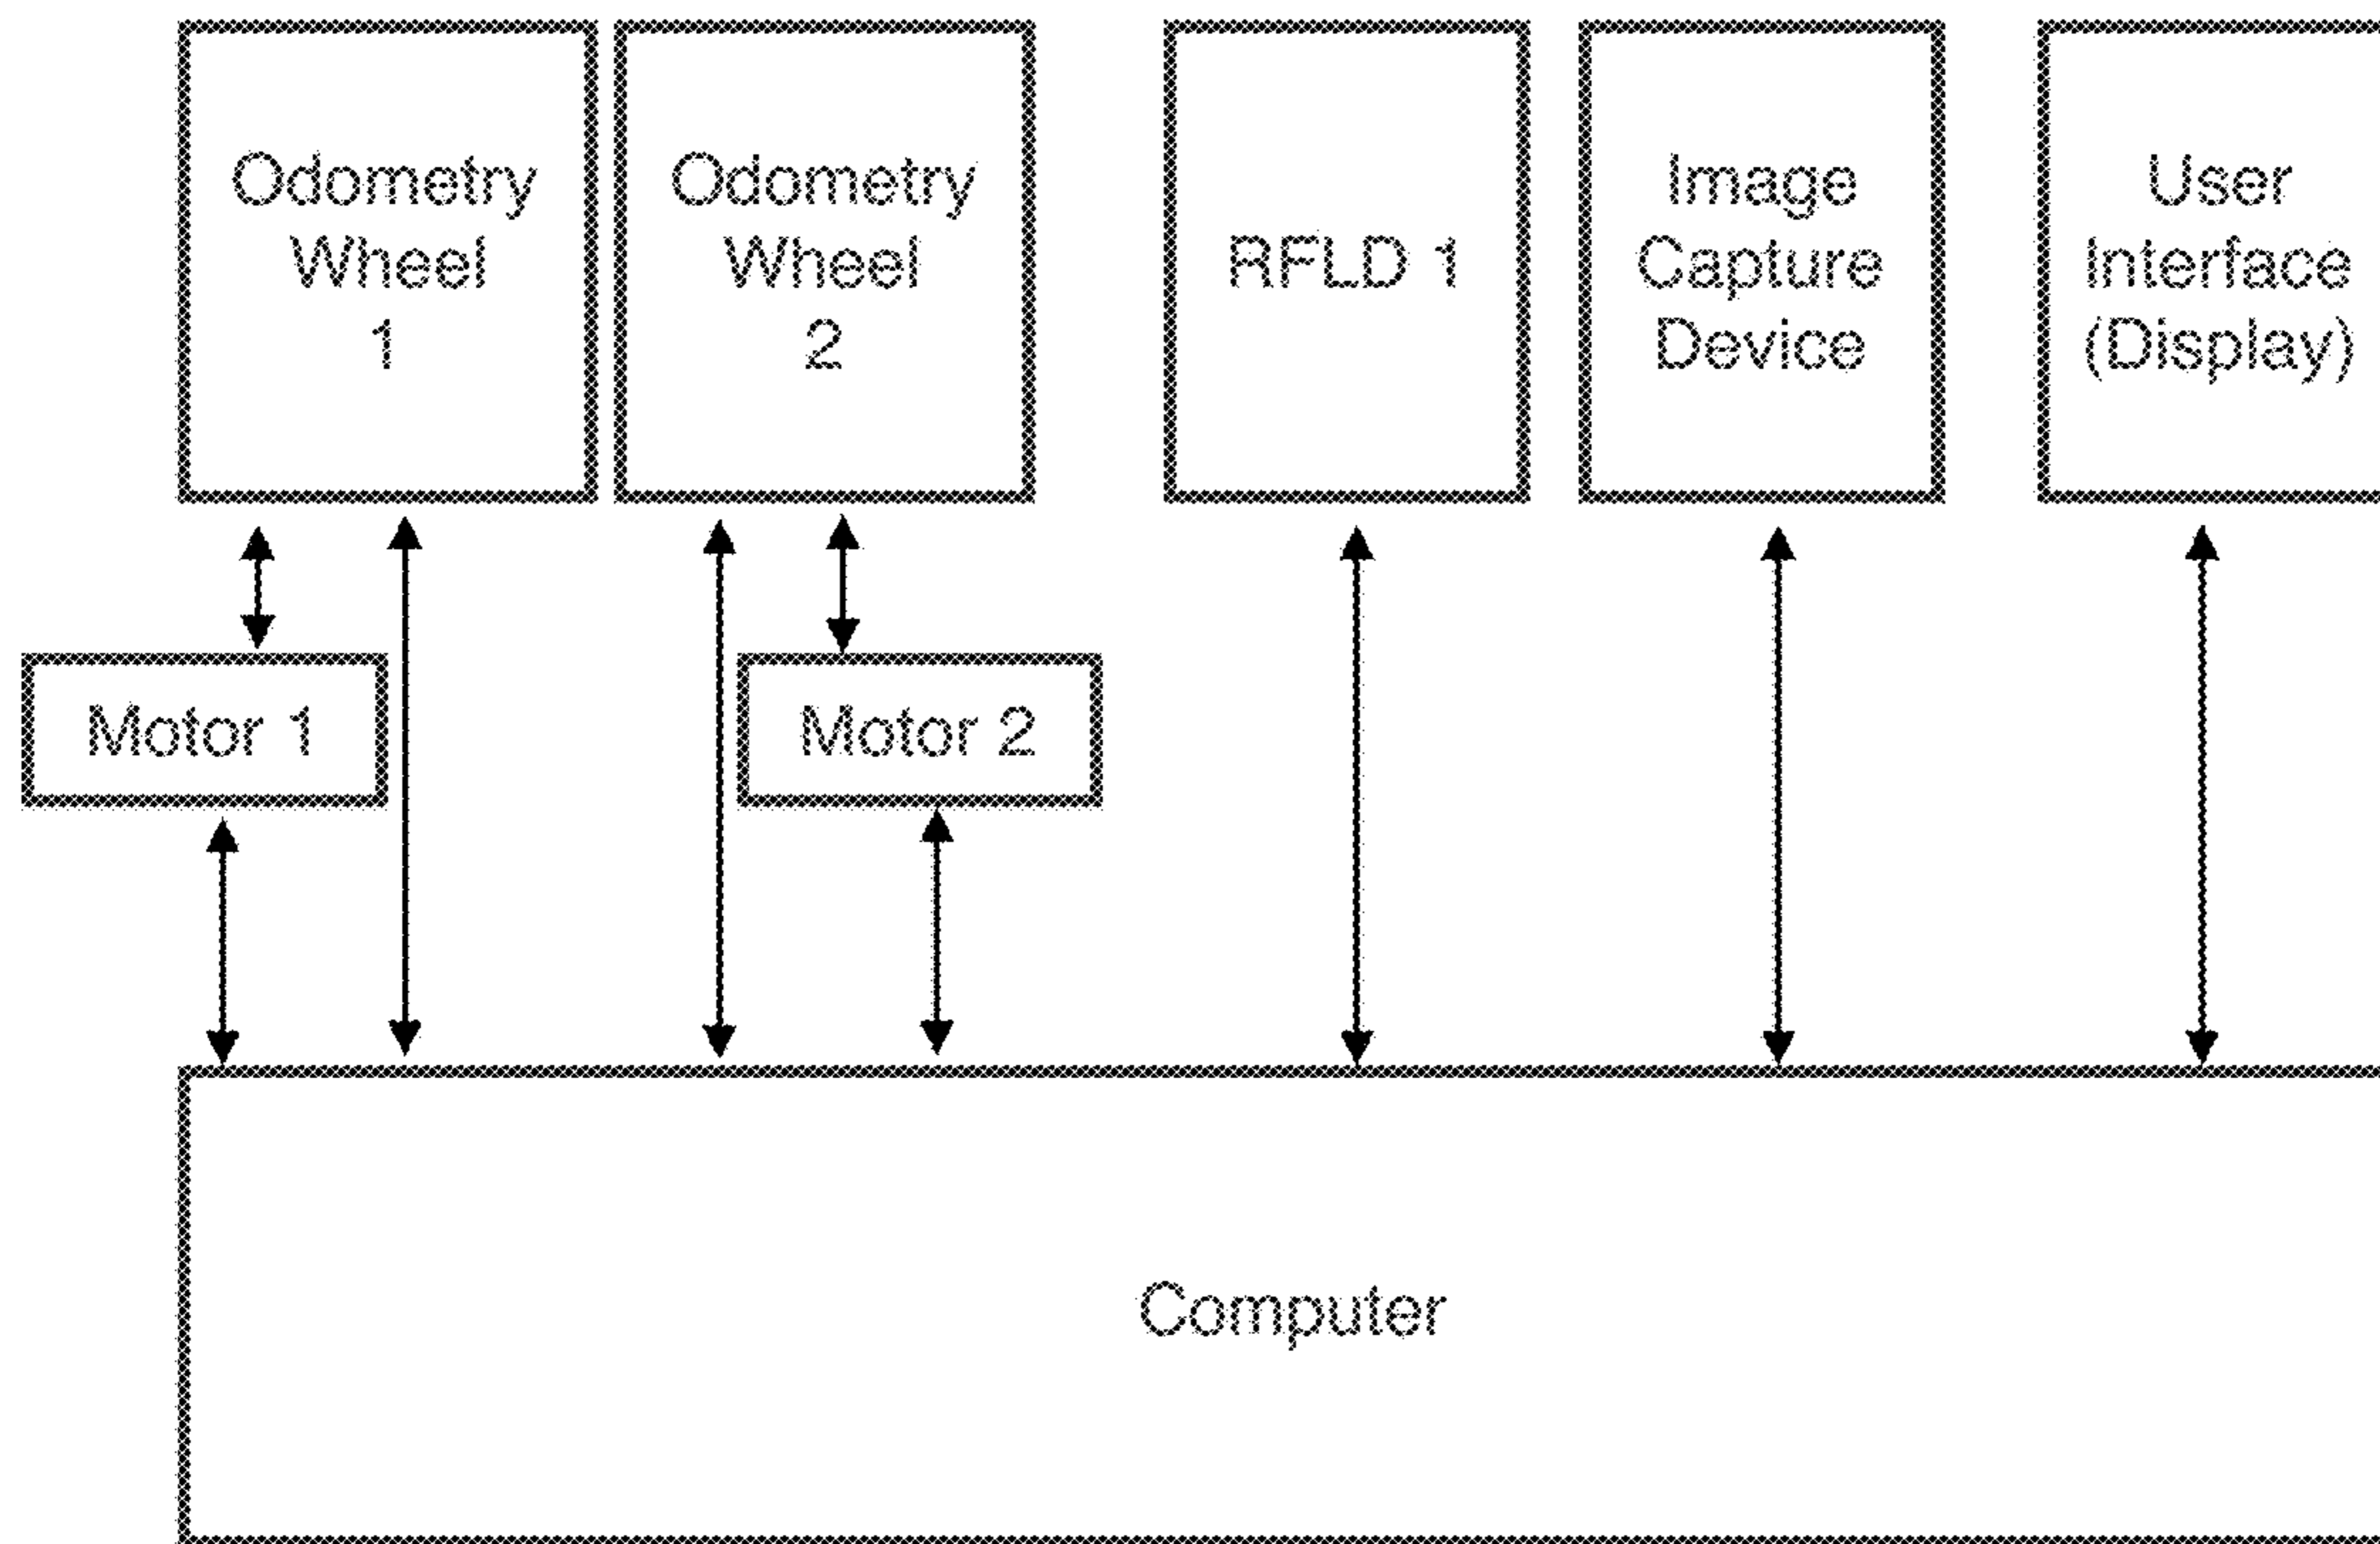 Odometry
Wheel
1
Odometry
Wheel
2
RFLD 1
Image
Capture
Device
User
Interface
(Display)
Motor 1
Motor 2
Computer